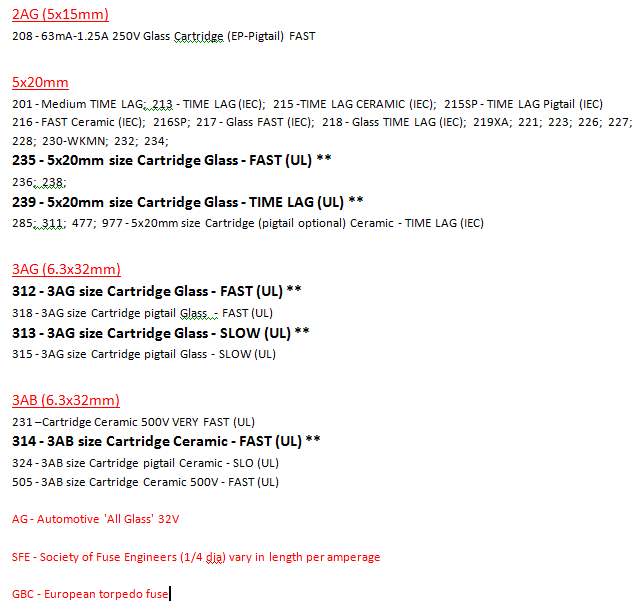 2AG (5x15mm)
208 - 63mA-1.25A 250V Glass Cartridge (EP-Pigtail) FAST
5x20mm
201 - Medium TIME LAG; 213 - TIME LAG (IEC); 215 -TIME LAG CERAMIC (IEC); 215SP - TIME LAG Pigtail (IEC)
216 - FAST Ceramic (IEC); 216SP; 217 - Glass FAST (IEC); 218 - Glass TIME LAG (IEC); 219XA; 221; 223; 226; 227;
228; 230-WKMN; 232; 234;
235 - 5x20mm size Cartridge Glass - FAST (UL) **
236; 238;
239 - 5x20mm size Cartridge Glass - TIME LAG (UL) **
285; 311; 477; 977 - 5x20mm size Cartridge (pigtail optional) Ceramic - TIME LAG (IEC)
3AG (6.3x32mm)
312 - 3AG size Cartridge Glass - FAST (UL) **
318 - 3AG size Cartridge pigtail Glass - FAST (UL)
313 - 3AG size Cartridge Glass - SLOW (UL) **
315 - 3AG size Cartridge pigtail Glass - SLOW (UL)
3AB (6.3x32mm)
231 –Cartridge Ceramic 500V VERY FAST (UL)
314 - 3AB size Cartridge Ceramic - FAST (UL) **
324 - 3AB size Cartridge pigtail Ceramic - SLO (UL)
505 - 3AB size Cartridge Ceramic 500V - FAST (UL)
AG - Automotive 'All Glass' 32V
SFE - Society of Fuse Engineers (1/4 dia) vary in length per amperage
GBC - European torpedo fuse